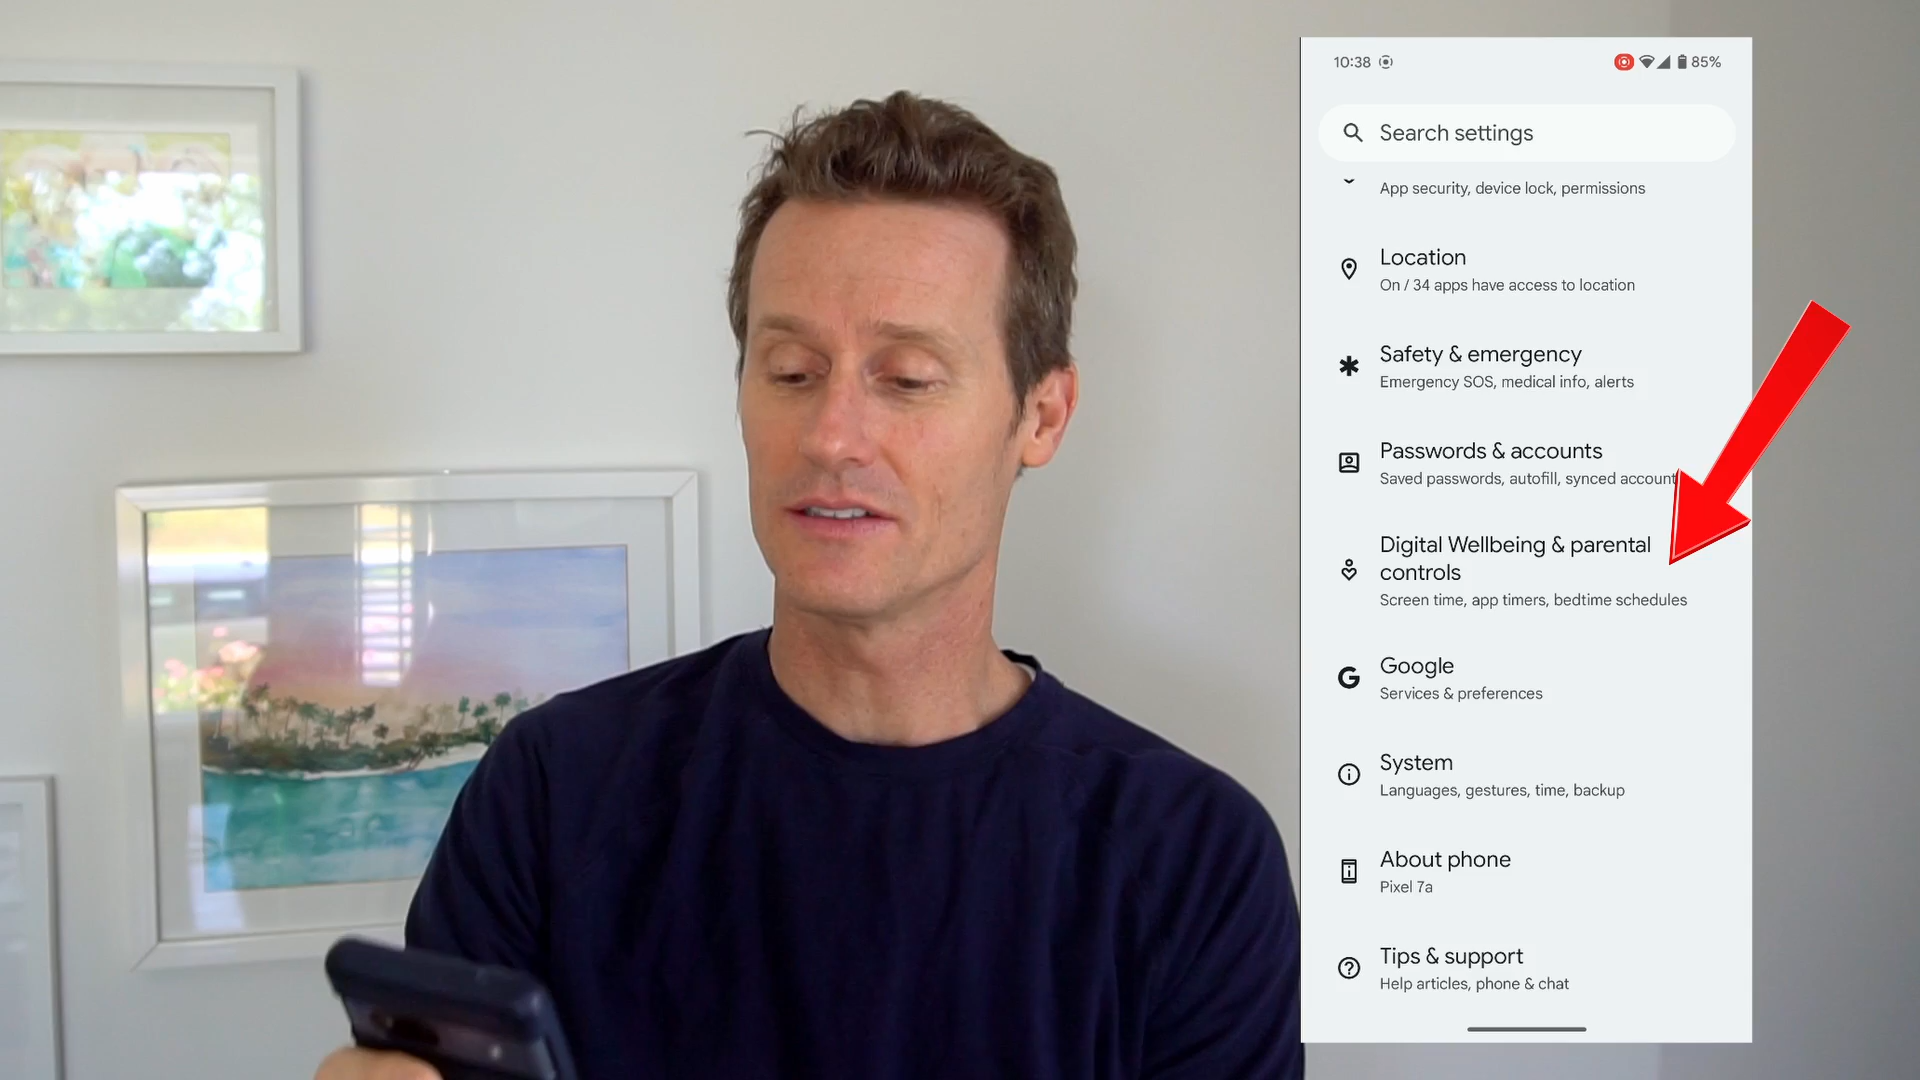 10:38
85%
Search settings
App security, device lock, permissions
Location
On / 34 apps have access to location
Safety & emergency
Emergency SOS, medical info, alerts
Passwords & accounts
Saved passwords, autofill, synced account
Digital Wellbeing & parental
controls
Screen time, app timers, bedtime schedules
Google
Services & preferences
System
Languages, gestures, time, backup
About phone
Pixel 7a
Tips & support
Help articles, phone & chat